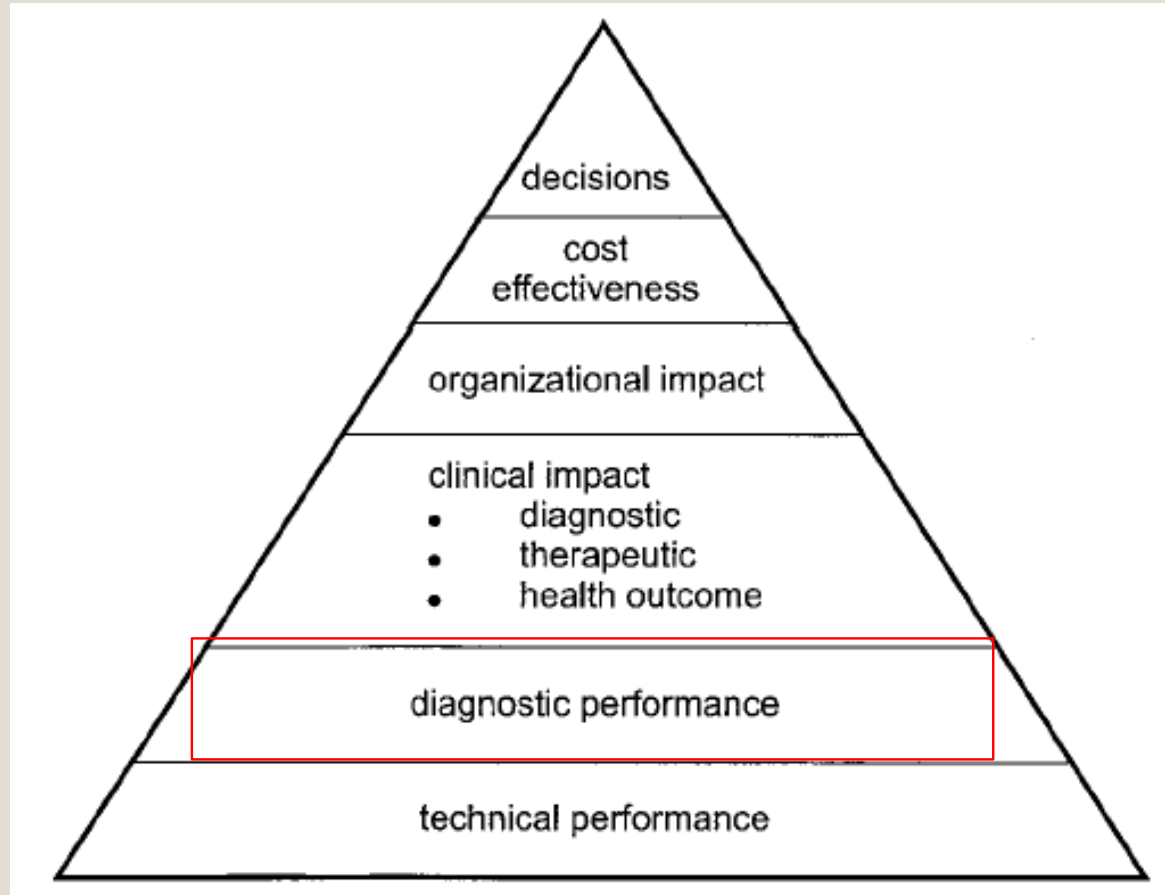 decisions
cost
effectiveness
organizational impact
clinical impact
• diagnostic
• therapeutic
• health outcome
diagnostic performance
technical performance